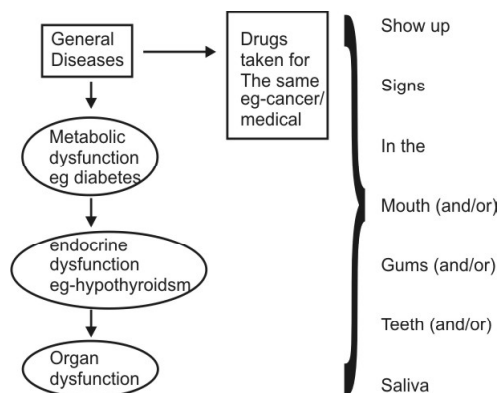 General
Diseases
Drugs
taken for
The same
eg-cancer/
medical
Metabolic
dysfunction
eg diabetes
endocrine
dysfunction
eg-hypothyroidsm
Organ
dysfunction
Show up
Signs
In the
Mouth (and/or)
Gums (and/or)
Teeth (and/or)
Saliva